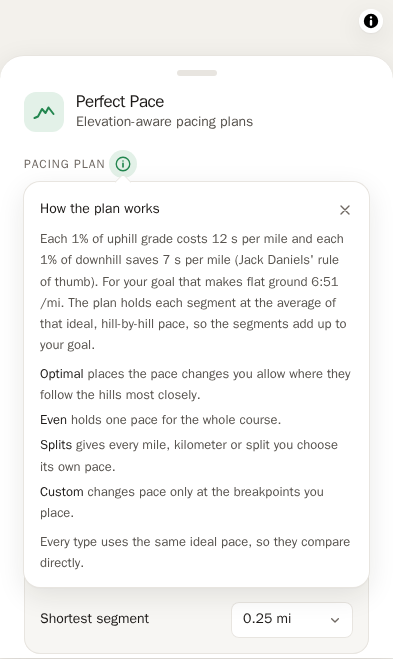 Perfect Pace
Elevation-aware pacing plans
PACING PLAN
How the plan works
Each 1% of uphill grade costs 12 s per mile and each
1% of downhill saves 7 s per mile (Jack Daniels' rule
of thumb). For your goal that makes flat ground 6:51
/mi. The plan holds each segment at the average of
that ideal, hill-by-hill pace, so the segments add up to
your goal.
Optimal places the pace changes you allow where they
follow the hills most closely.
Even holds one pace for the whole course.
Splits gives every mile, kilometer or split you choose
its own pace.
Custom changes pace only at the breakpoints you
place.
Every type uses the same ideal pace, so they compare
directly.
Shortest segment
0.25 mi